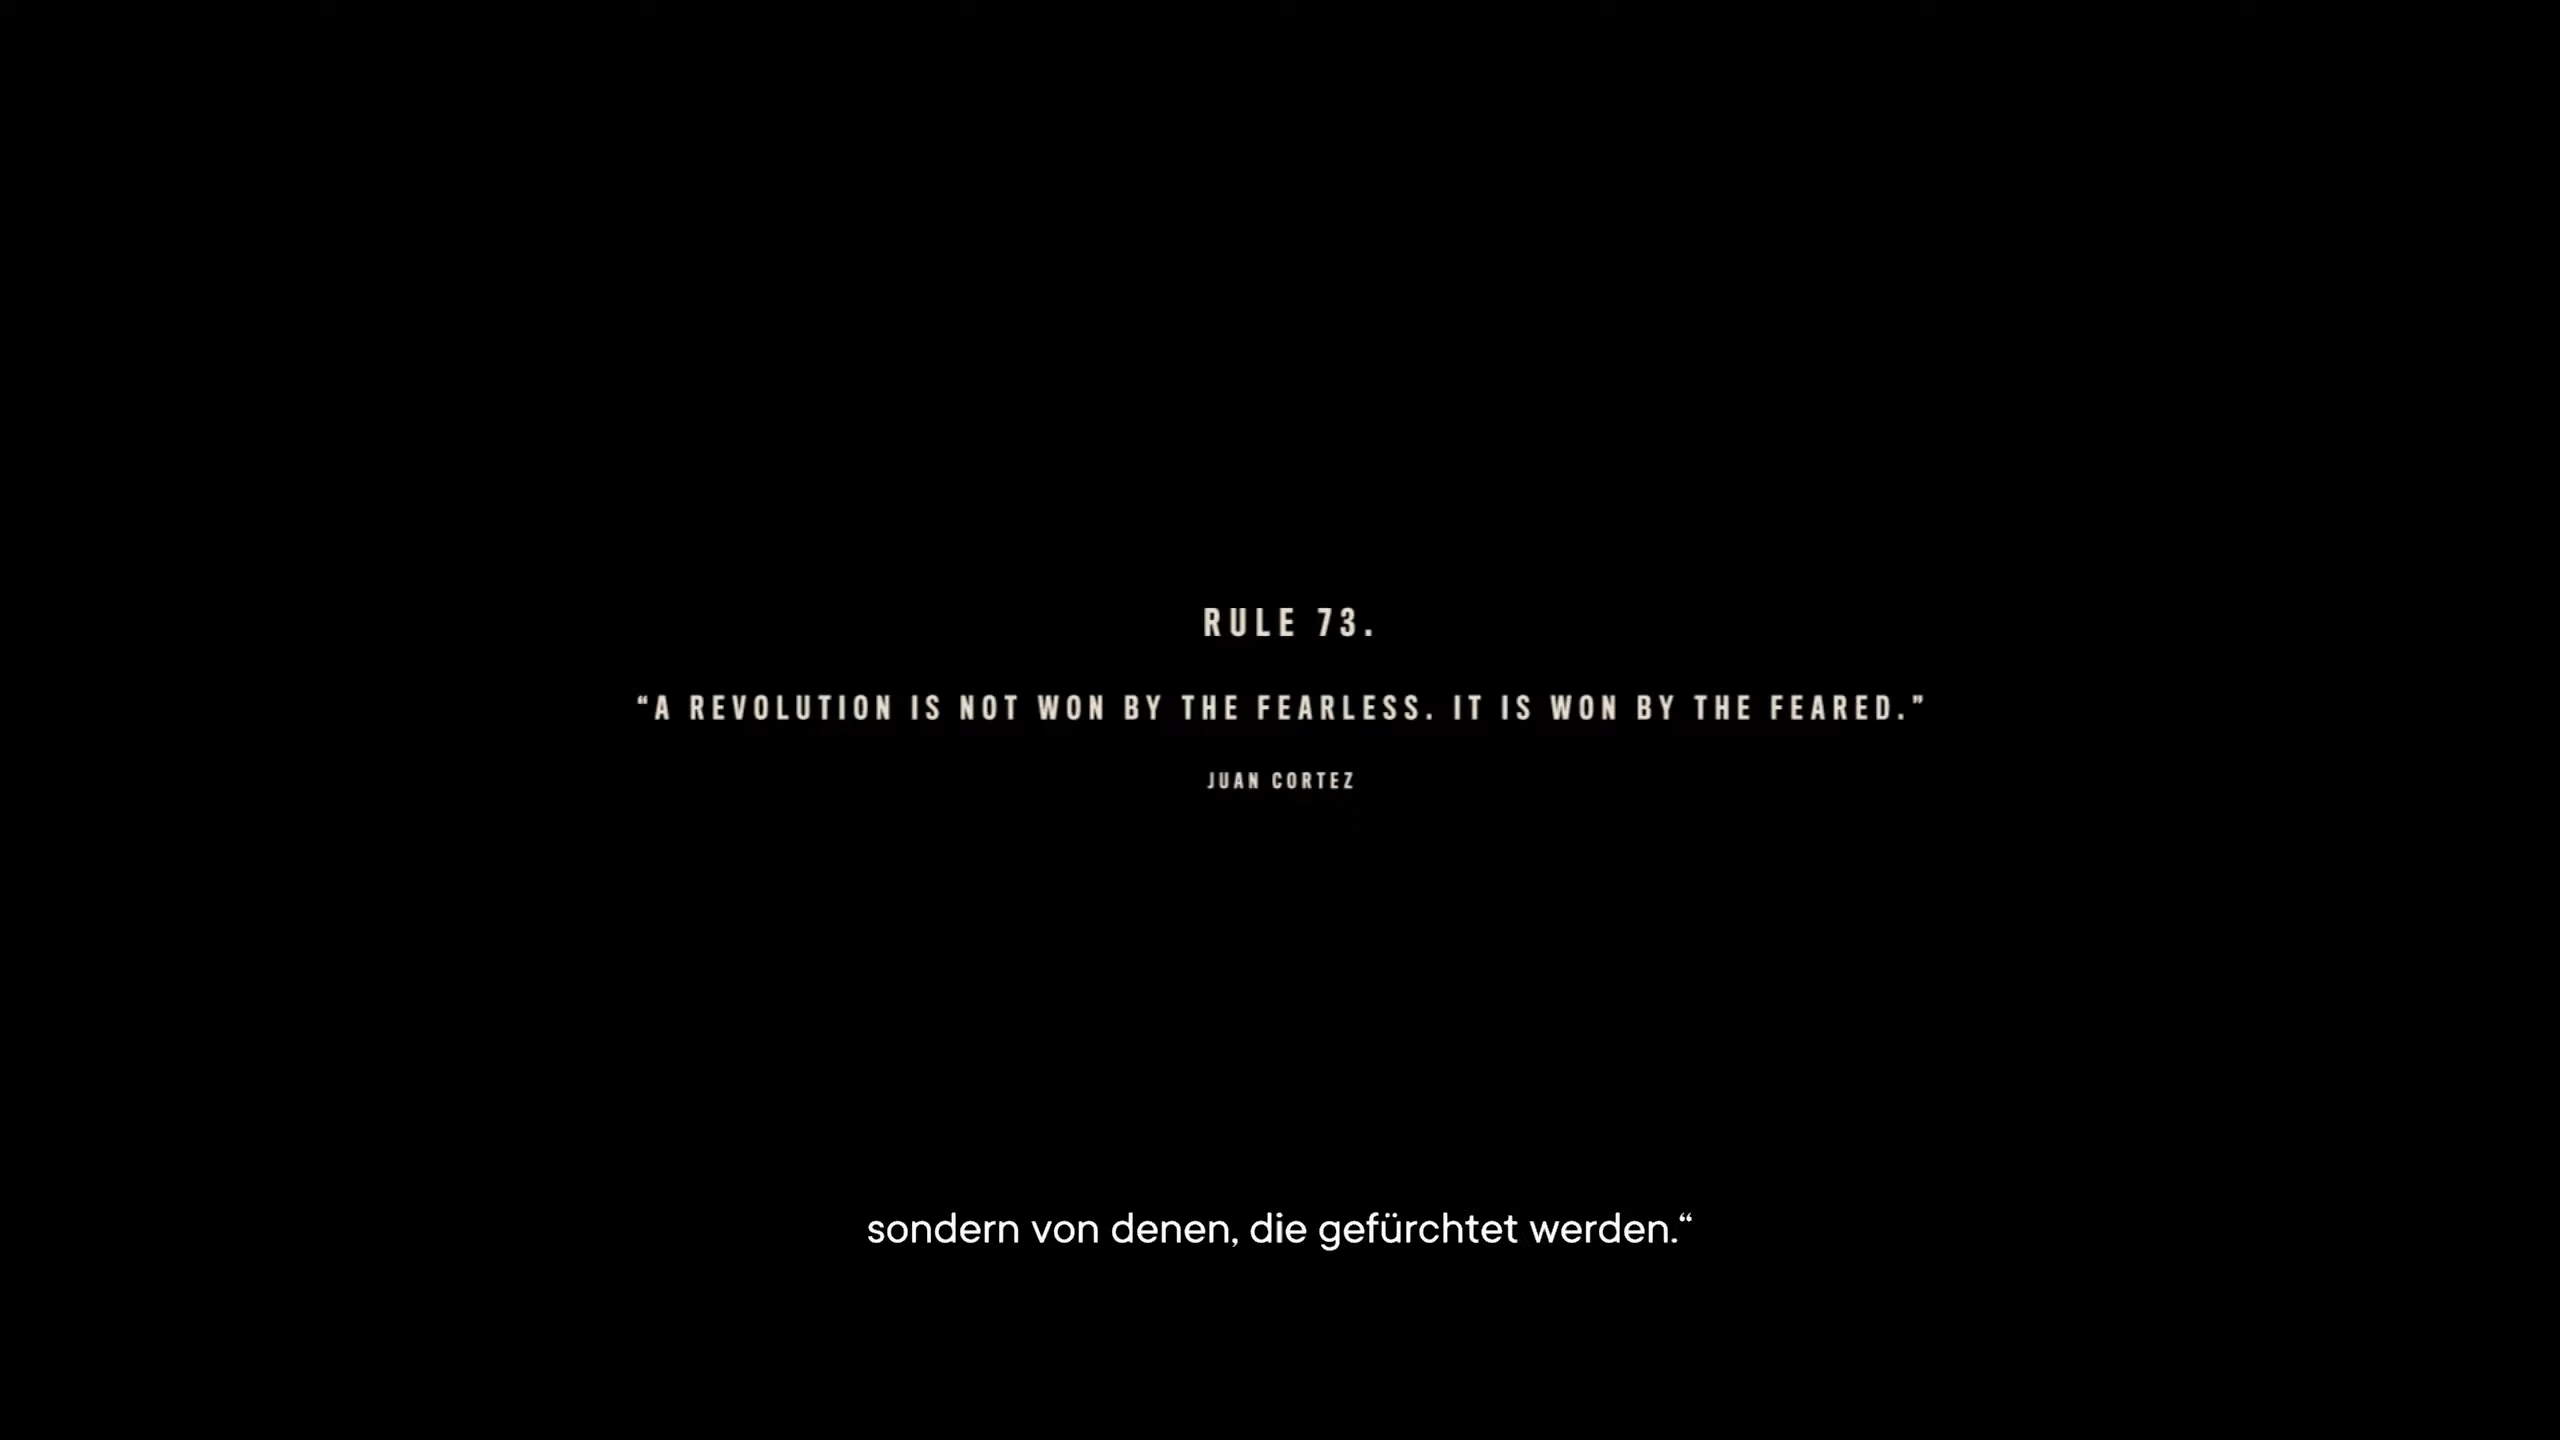 RULE 73.
“A REVOLUTION IS NOT WON BY THE FEARLESS. IT IS WON BY THE FEARED.”
JUAN CORTEZ
sondern von denen, die gefürchtet werden.“